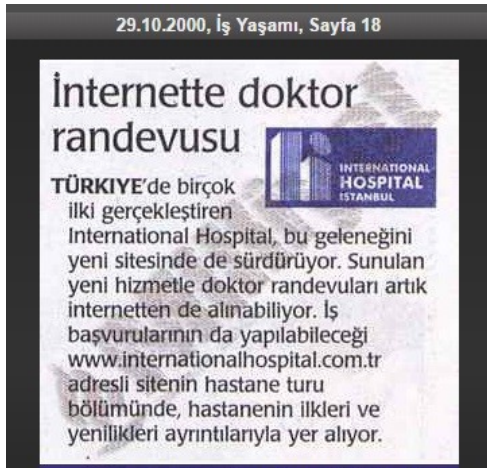 29.10.2000, İş Yaşamı, Sayfa 18
İnternette doktor
randevusu
INTERNATIONAL
HOSPITAL
ISTANBUL
TÜRKIYE'de birçok
ilki gerçekleştiren
International Hospital, bu geleneğini
yeni sitesinde de sürdürüyor. Sunulan
yeni hizmetle doktor randevuları artık
internetten de alınabiliyor. İş
başvurularının da yapılabileceği
www.internationalhospital.com.tr
adresli sitenin hastane turu
bölümünde, hastanenin ilkleri ve
yenilikleri ayrıntılarıyla yer alıyor.